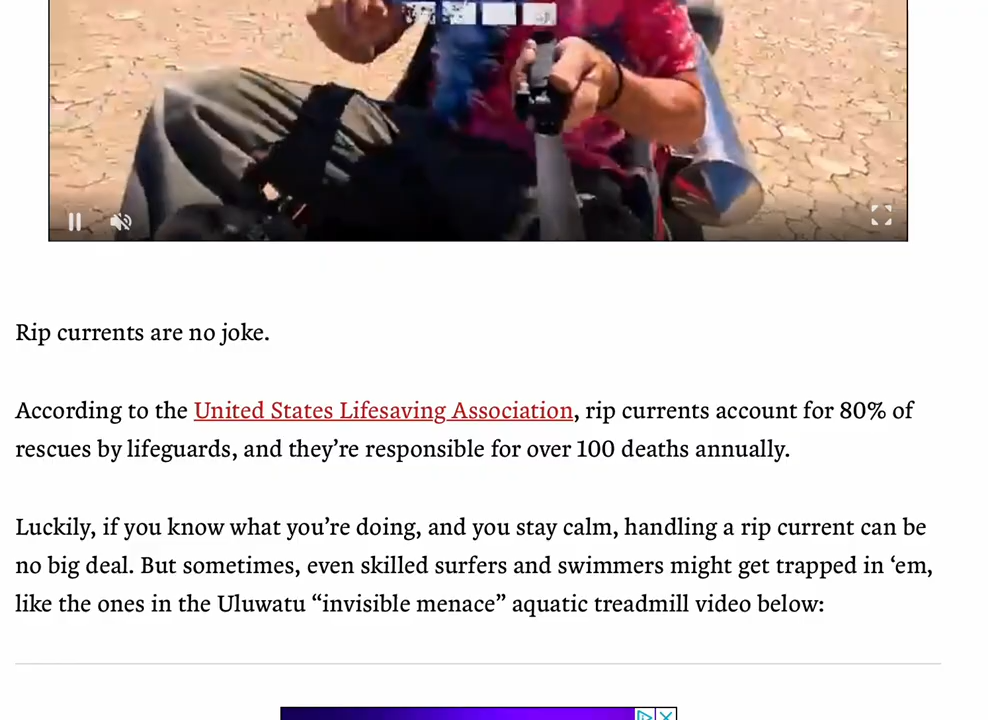 Rip currents are no joke.
According to the United States Lifesaving Association, rip currents account for 80% of
rescues by lifeguards, and they’re responsible for over 100 deaths annually.
Luckily, if you know what you’re doing, and you stay calm, handling a rip current can be
no big deal. But sometimes, even skilled surfers and swimmers might get trapped in ‘em,
like the ones in the Uluwatu “invisible menace” aquatic treadmill video below: